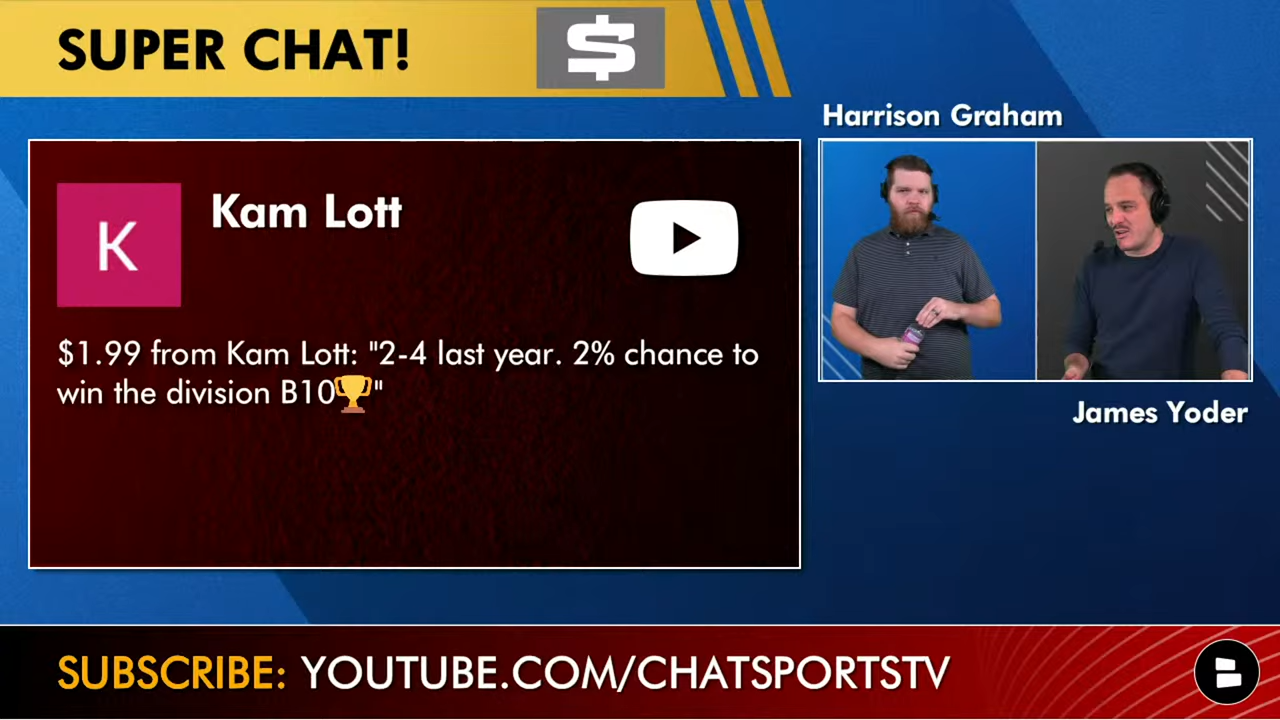 SUPER CHAT!
$
Harrison Graham
K
Kam Lott
$1.99 from Kam Lott: "2-4 last year. 2% chance to
win the division B10🏆"
James Yoder
SUBSCRIBE: YOUTUBE.COM/CHATSPORTSTV